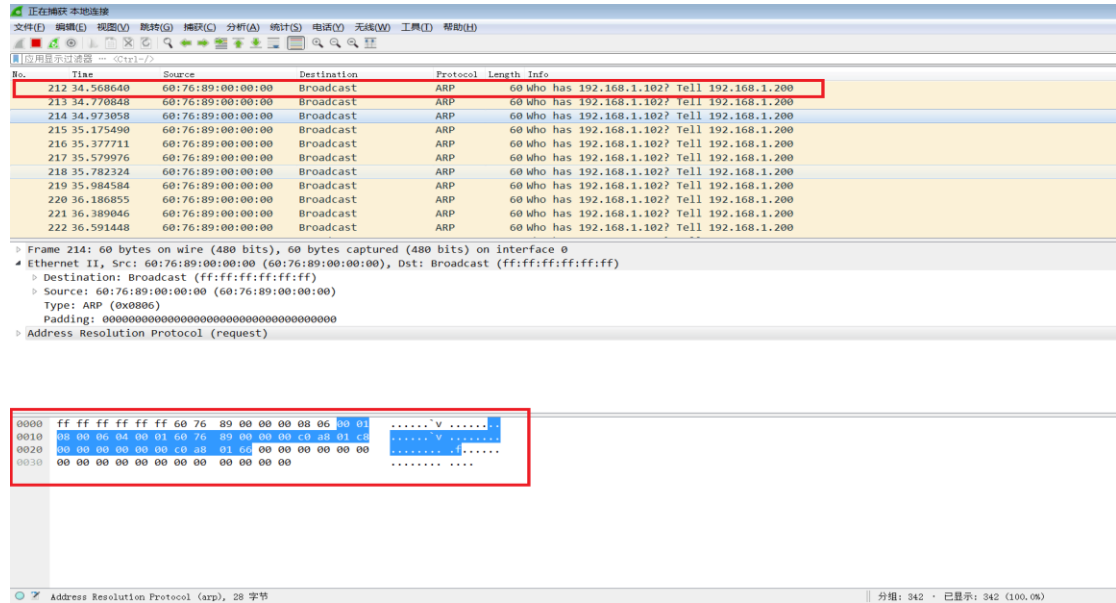 正在捕获 本地连接
文件(F) 编辑(E) 视图(V) 跳转(G) 捕获(C) 分析(A) 统计(S) 电话(Y) 无线(W) 工具(T) 帮助(H)
应用显示过滤器 … <Ctrl-/>
No. Time Source Destination Protocol Length Info
212 34.568640 60:76:89:00:00:00 Broadcast ARP 60 Who has 192.168.1.102? Tell 192.168.1.200
213 34.770848 60:76:89:00:00:00 Broadcast ARP 60 Who has 192.168.1.102? Tell 192.168.1.200
214 34.973058 60:76:89:00:00:00 Broadcast ARP 60 Who has 192.168.1.102? Tell 192.168.1.200
215 35.175490 60:76:89:00:00:00 Broadcast ARP 60 Who has 192.168.1.102? Tell 192.168.1.200
216 35.377711 60:76:89:00:00:00 Broadcast ARP 60 Who has 192.168.1.102? Tell 192.168.1.200
217 35.579976 60:76:89:00:00:00 Broadcast ARP 60 Who has 192.168.1.102? Tell 192.168.1.200
218 35.782324 60:76:89:00:00:00 Broadcast ARP 60 Who has 192.168.1.102? Tell 192.168.1.200
219 35.984584 60:76:89:00:00:00 Broadcast ARP 60 Who has 192.168.1.102? Tell 192.168.1.200
220 36.186855 60:76:89:00:00:00 Broadcast ARP 60 Who has 192.168.1.102? Tell 192.168.1.200
221 36.389046 60:76:89:00:00:00 Broadcast ARP 60 Who has 192.168.1.102? Tell 192.168.1.200
222 36.591448 60:76:89:00:00:00 Broadcast ARP 60 Who has 192.168.1.102? Tell 192.168.1.200
Frame 214: 60 bytes on wire (480 bits), 60 bytes captured (480 bits) on interface 0
Ethernet II, Src: 60:76:89:00:00:00 (60:76:89:00:00:00), Dst: Broadcast (ff:ff:ff:ff:ff:ff)
Destination: Broadcast (ff:ff:ff:ff:ff:ff)
Source: 60:76:89:00:00:00 (60:76:89:00:00:00)
Type: ARP (0x0806)
Padding: 000000000000000000000000000000000000
Address Resolution Protocol (request)
0000 ff ff ff ff ff ff 60 76 89 00 00 00 08 06 00 01 ......`v ........
0010 08 00 06 04 00 01 60 76 89 00 00 00 c0 a8 01 c8 ......`v ........
0020 00 00 00 00 00 00 c0 a8 01 66 00 00 00 00 00 00 ........ .f......
0030 00 00 00 00 00 00 00 00 00 00 00 00 ........ ....
Address Resolution Protocol (arp), 28 字节 分组: 342 · 已显示: 342 (100.0%)